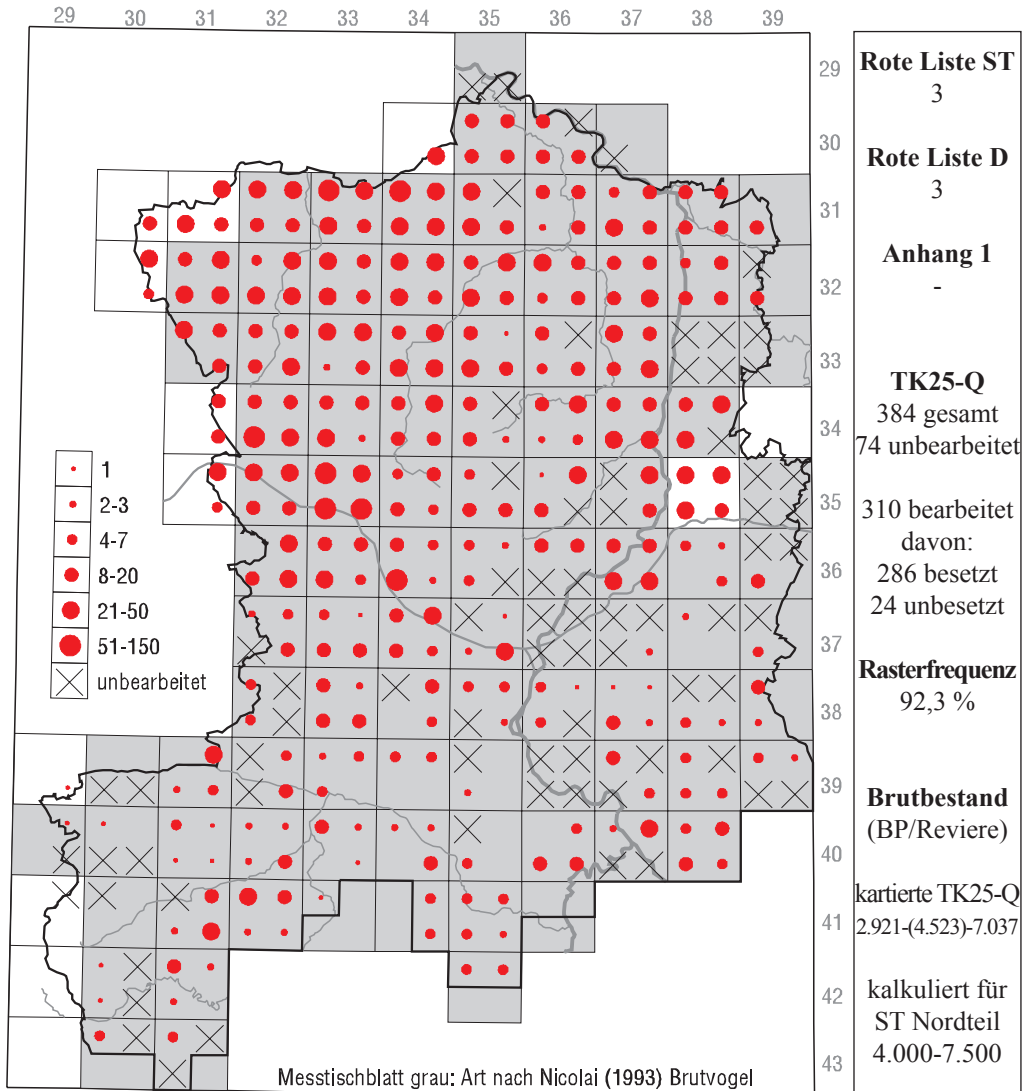 29 30 31 32 33 34 35 36 37 38 39
29
30
31
32
33
34
35
36
37
38
39
40
41
42
43
1
2-3
4-7
8-20
21-50
51-150
unbearbeitet
Messtischblatt grau: Art nach Nicolai (1993) Brutvogel
Rote Liste ST
3
Rote Liste D
3
Anhang 1
-
TK25-Q
384 gesamt
74 unbearbeitet
310 bearbeitet
davon:
286 besetzt
24 unbesetzt
Rasterfrequenz
92,3 %
Brutbestand
(BP/Reviere)
kartierte TK25-Q
2.921-(4.523)-7.037
kalkuliert für
ST Nordteil
4.000-7.500